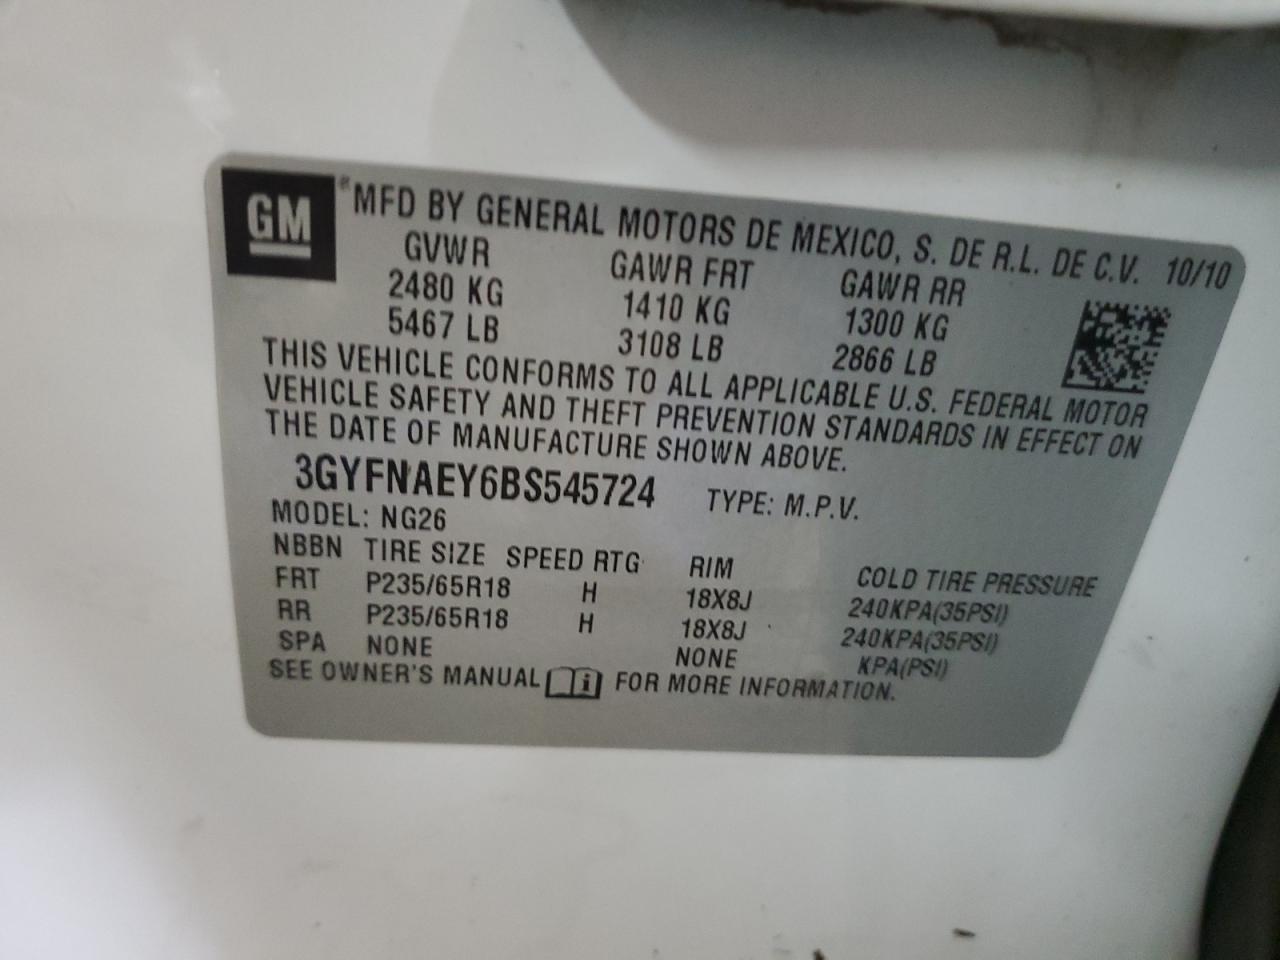 GM ® MFD BY GENERAL MOTORS DE MEXICO, S. DE R.L. DE C.V. 10/10
GVWR GAWR FRT GAWR RR
2480 KG 1410 KG 1300 KG
5467 LB 3108 LB 2866 LB
THIS VEHICLE CONFORMS TO ALL APPLICABLE U.S. FEDERAL MOTOR
VEHICLE SAFETY AND THEFT PREVENTION STANDARDS IN EFFECT ON
THE DATE OF MANUFACTURE SHOWN ABOVE.
3GYFNAEY6BS545724 TYPE: M.P.V.
MODEL: NG26
NBBN TIRE SIZE SPEED RTG RIM COLD TIRE PRESSURE
FRT P235/65R18 H 18X8J 240KPA(35PSI)
RR P235/65R18 H 18X8J 240KPA(35PSI)
SPA NONE NONE KPA(PSI)
SEE OWNER'S MANUAL i FOR MORE INFORMATION.